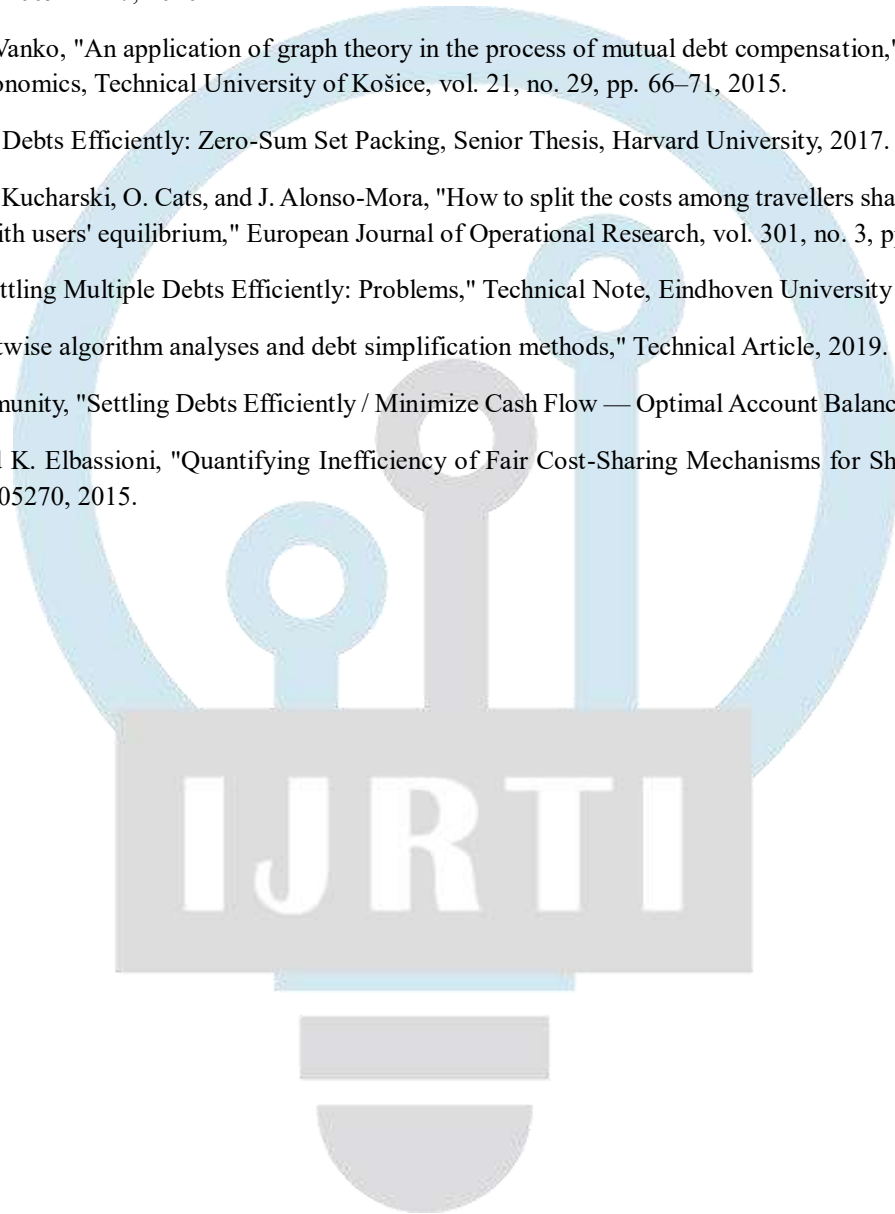 Vanko, "An application of graph theory in the process of mutual debt compensation,"
onomics, Technical University of Košice, vol. 21, no. 29, pp. 66–71, 2015.
Debts Efficiently: Zero-Sum Set Packing, Senior Thesis, Harvard University, 2017.
Kucharski, O. Cats, and J. Alonso-Mora, "How to split the costs among travellers sha
ith users' equilibrium," European Journal of Operational Research, vol. 301, no. 3, p
ttling Multiple Debts Efficiently: Problems," Technical Note, Eindhoven University
twise algorithm analyses and debt simplification methods," Technical Article, 2019.
munity, "Settling Debts Efficiently / Minimize Cash Flow — Optimal Account Balanc
d K. Elbassioni, "Quantifying Inefficiency of Fair Cost-Sharing Mechanisms for Sh
05270, 2015.
IJRTI